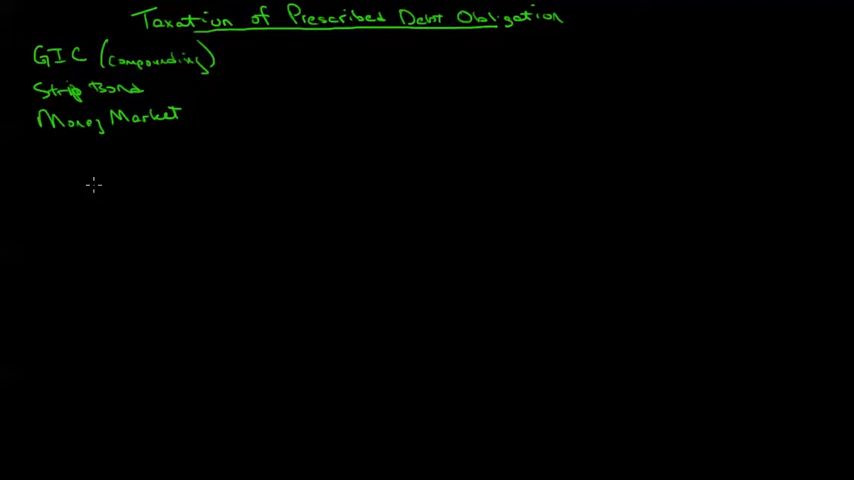 Taxation of Prescribed Debt Obligation
GIC (Compounding)
Strip Bond
Money Market